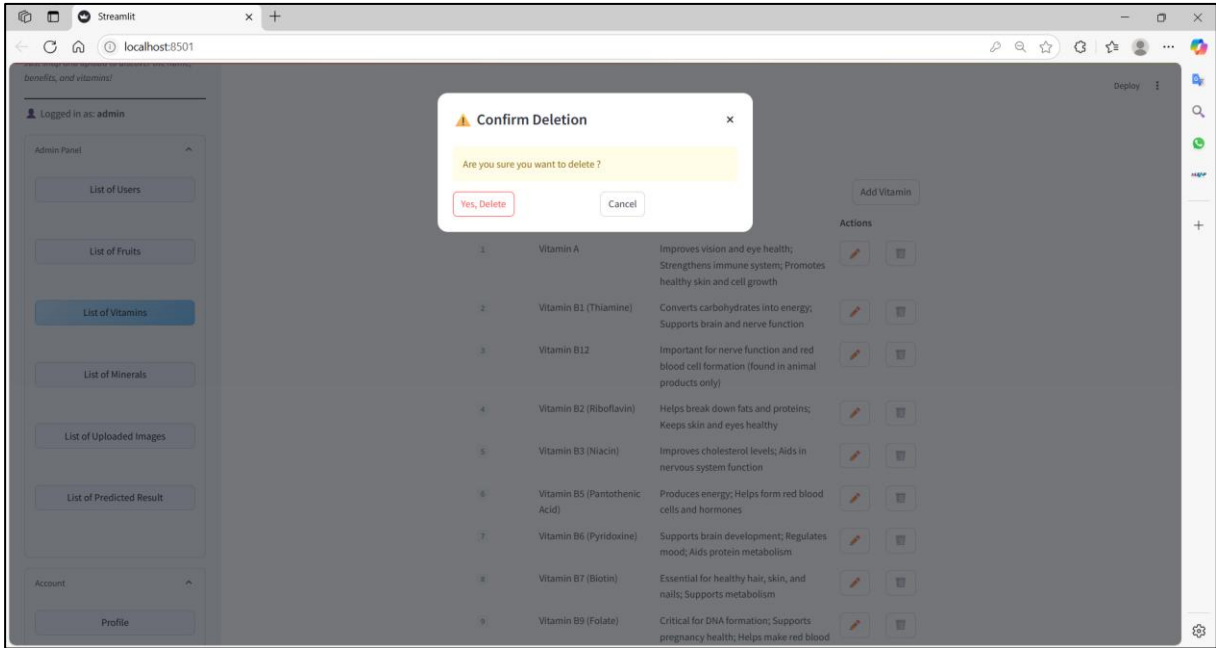 Streamlit
localhost:8501
benefits, and vitamins!
Logged in as: admin
Admin Panel
List of Users
List of Fruits
List of Vitamins
List of Minerals
List of Uploaded Images
List of Predicted Result
Account
Profile
Deploy
Confirm Deletion
Are you sure you want to delete ?
Yes, Delete
Cancel
Add Vitamin
Actions
1 Vitamin A Improves vision and eye health;
Strengthens immune system; Promotes
healthy skin and cell growth
2 Vitamin B1 (Thiamine) Converts carbohydrates into energy;
Supports brain and nerve function
3 Vitamin B12 Important for nerve function and red
blood cell formation (found in animal
products only)
4 Vitamin B2 (Riboflavin) Helps break down fats and proteins;
Keeps skin and eyes healthy
5 Vitamin B3 (Niacin) Improves cholesterol levels; Aids in
nervous system function
6 Vitamin B5 (Pantothenic Produces energy; Helps form red blood
Acid) cells and hormones
7 Vitamin B6 (Pyridoxine) Supports brain development; Regulates
mood; Aids protein metabolism
8 Vitamin B7 (Biotin) Essential for healthy hair, skin, and
nails; Supports metabolism
9 Vitamin B9 (Folate) Critical for DNA formation; Supports
pregnancy health; Helps make red blood